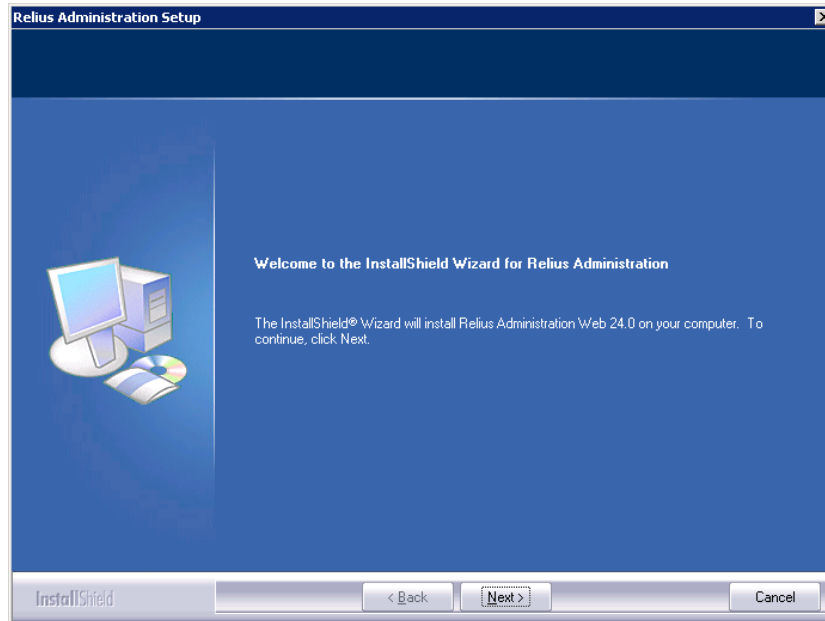 Relius Administration Setup
Welcome to the InstallShield Wizard for Relius Administration
The InstallShield® Wizard will install Relius Administration Web 24.0 on your computer. To
continue, click Next.
InstallShield
< Back
Next >
Cancel